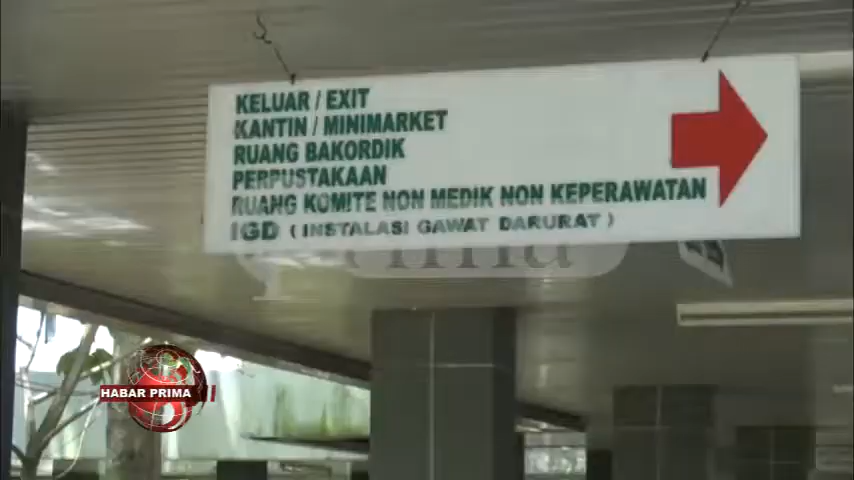 KELUAR / EXIT
KANTIN / MINIMARKET
RUANG BAKORDIK
PERPUSTAKAAN
RUANG KOMITE NON MEDIK NON KEPERAWATAN
IGD ( INSTALASI GAWAT DARURAT )
Prima
HABAR PRIMA